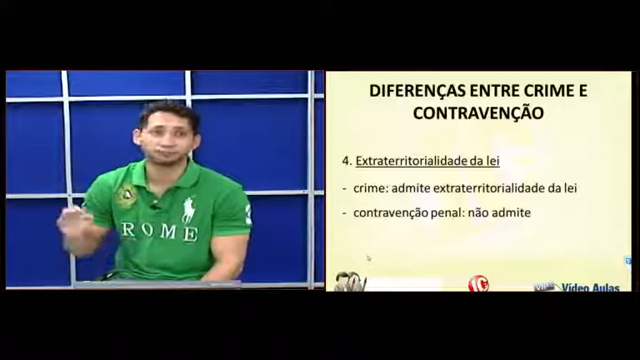 ROME
DIFERENÇAS ENTRE CRIME E
CONTRAVENÇÃO
4. Extraterritorialidade da lei
- crime: admite extraterritorialidade da lei
- contravenção penal: não admite
Vídeo Aulas